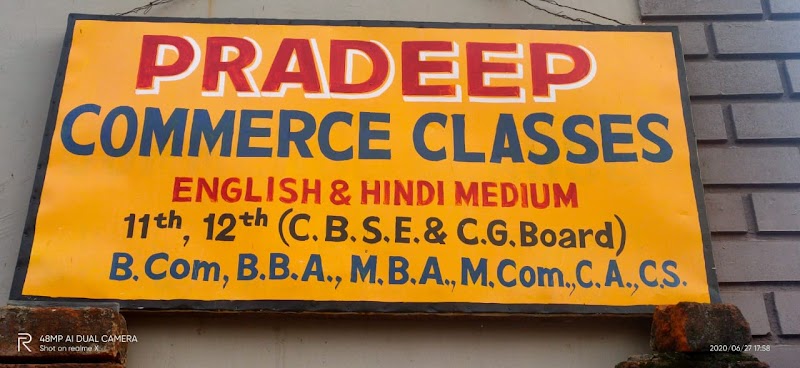 PRADEEP
COMMERCE CLASSES
ENGLISH & HINDI MEDIUM
11th, 12th (C.B.S.E. & C.G. Board)
B.Com, B.B.A., M.B.A., M.Com., C.A., C.S.
R
48MP AI DUAL CAMERA
Shot on realme X
2020/06/27 17:58